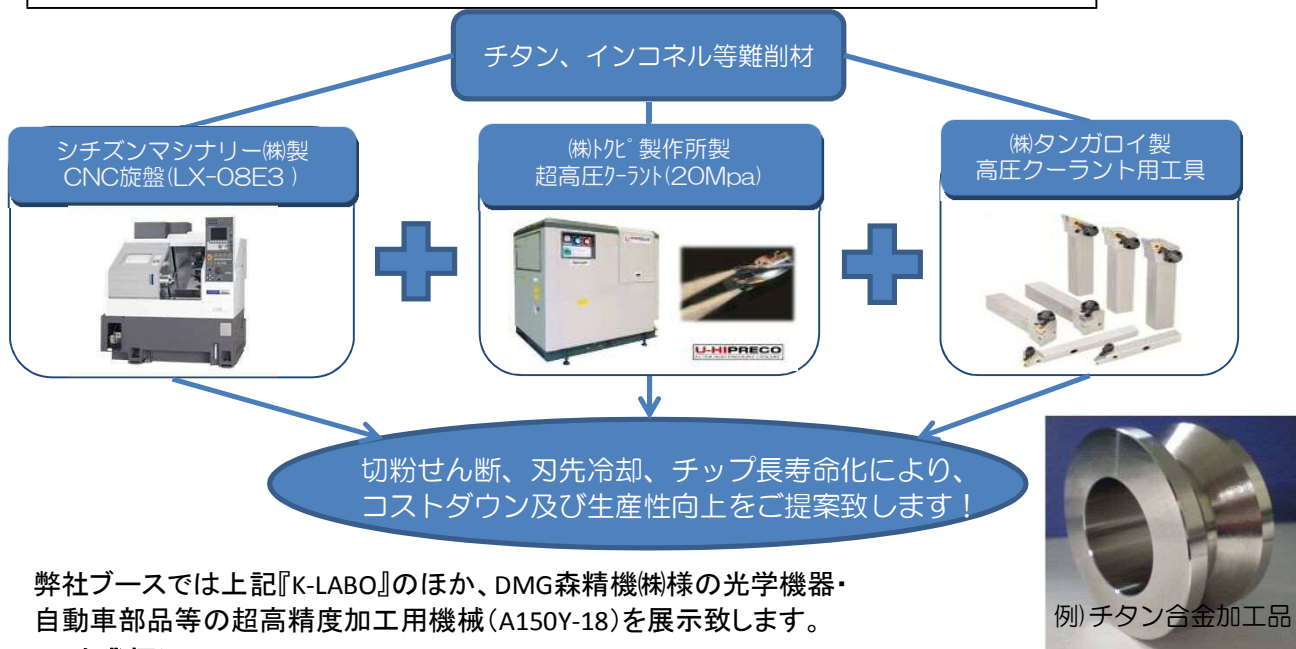 チタン、インコネル等難削材
シチズンマシナリー㈱製
CNC旋盤(LX-08E3 )
㈱ﾄｸﾋﾟ製作所製
超高圧ｸｰﾗﾝﾄ(20Mpa)
㈱タンガロイ製
高圧クーラント用工具
U-HIPRECO
切粉せん断、刃先冷却、チップ長寿命化により、
コストダウン及び生産性向上をご提案致します！
弊社ブースでは上記『K-LABO』のほか、DMG森精機㈱様の光学機器・
自動車部品等の超高精度加工用機械（A150Y-18）を展示致します。
例) チタン合金加工品